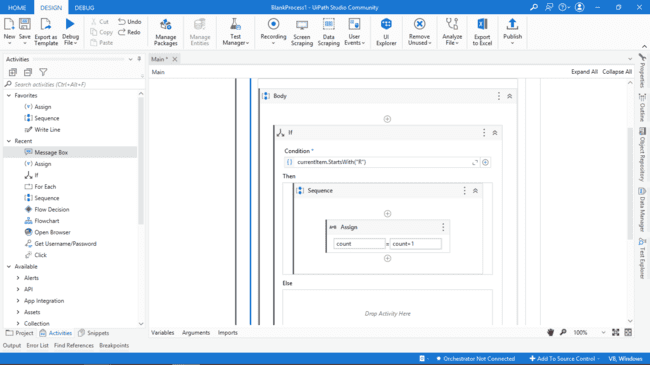 BlankProcess1 - UiPath Studio Community
HOME
DESIGN
DEBUG
New
Save
Export as Template
Debug File
Cut
Copy
Paste
Undo
Redo
Manage Packages
Manage Entities
Test Manager
Recording
Screen Scraping
Data Scraping
User Events
UI Explorer
Remove Unused
Analyze File
Export to Excel
Publish
Activities
Search activities (Ctrl+Alt+F)
Favorites
Assign
Sequence
Write Line
Recent
Message Box
Assign
If
For Each
Sequence
Flow Decision
Flowchart
Open Browser
Get Username/Password
Click
Available
Alerts
API
App Integration
Assets
Collection
Project
Activities
Snippets
Main *
Main
Expand All
Collapse All
Body
If
Condition *
currentItem.StartsWith("R")
Then
Sequence
Assign
count = count+1
Else
Drop Activity Here
Variables
Arguments
Imports
100%
Properties
Outline
Object Repository
Data Manager
Test Explorer
Output
Error List
Find References
Breakpoints
Orchestrator Not Connected
Add To Source Control
VB, Windows